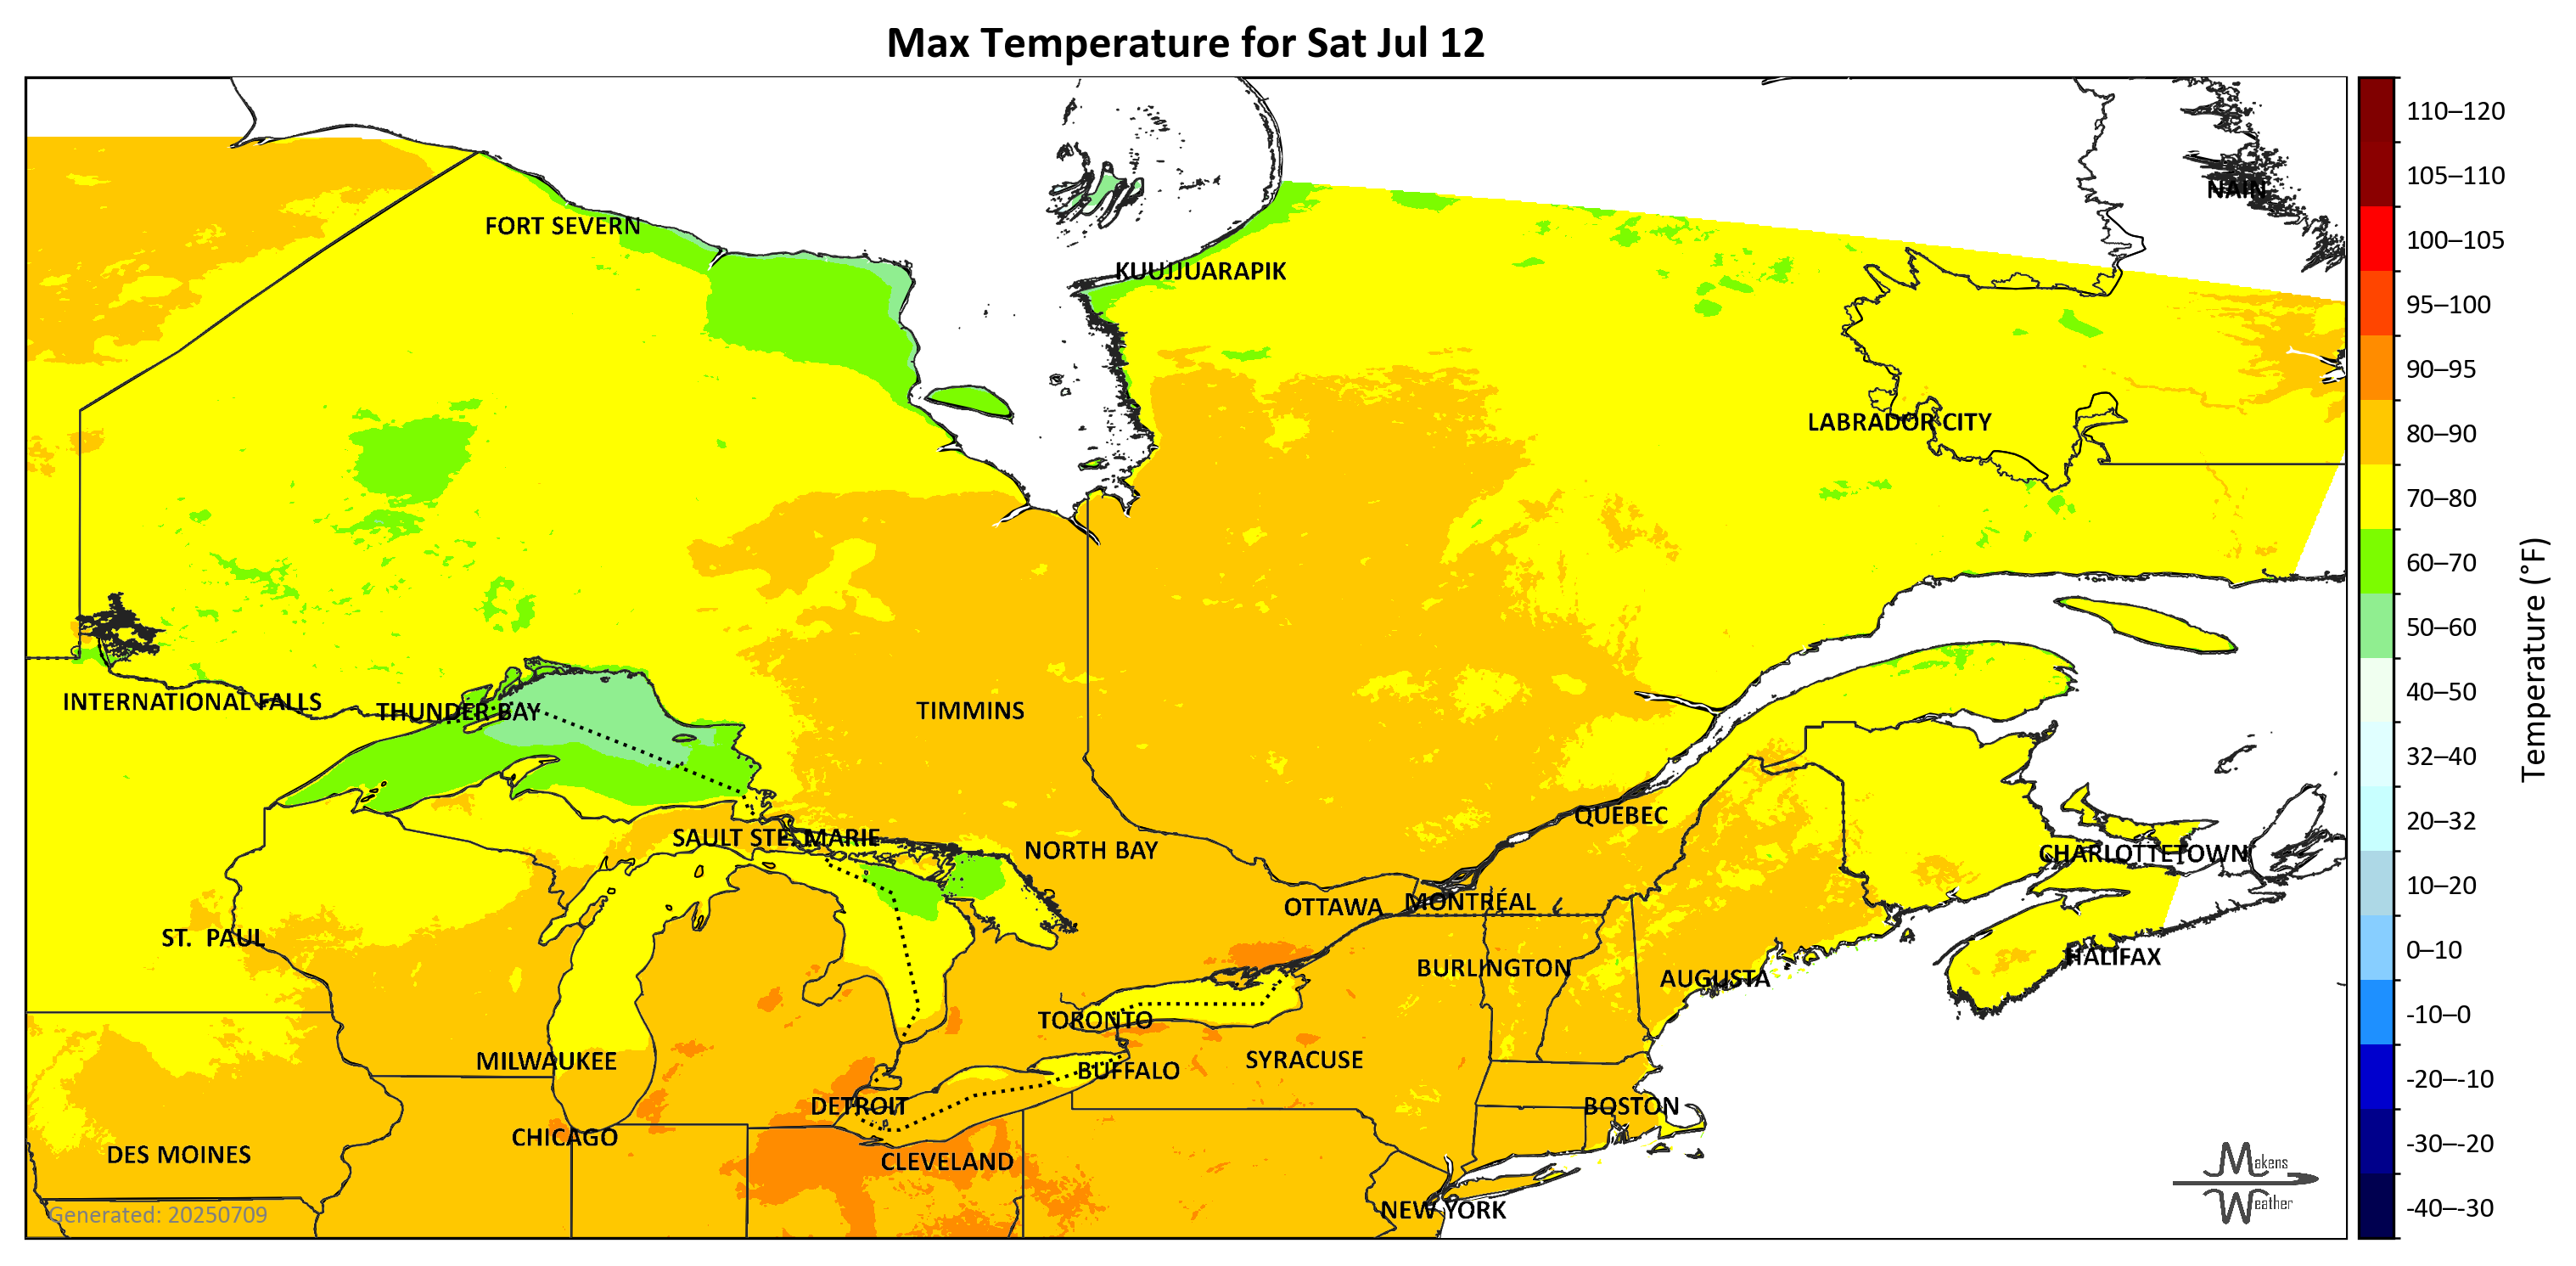 Max Temperature for Sat Jul 12
110–120
105–110
NAIN
FORT SEVERN
100–105
KUUJJUARAPIK
95–100
90–95
LABRADOR CITY
80–90
70–80
60–70
50–60
Temperature (°F)
INTERNATIONAL FALLS
THUNDER BAY
TIMMINS
40–50
32–40
QUÉBEC
20–32
SAULT STE. MARIE
NORTH BAY
CHARLOTTETOWN
10–20
OTTAWA
MONTRÉAL
ST. PAUL
0–10
HALIFAX
BURLINGTON
AUGUSTA
TORONTO
-10–0
MILWAUKEE
BUFFALO
SYRACUSE
-20–-10
DETROIT
BOSTON
CHICAGO
-30–-20
DES MOINES
CLEVELAND
Makens
Weather
NEW YORK
-40–-30
Generated: 20250709